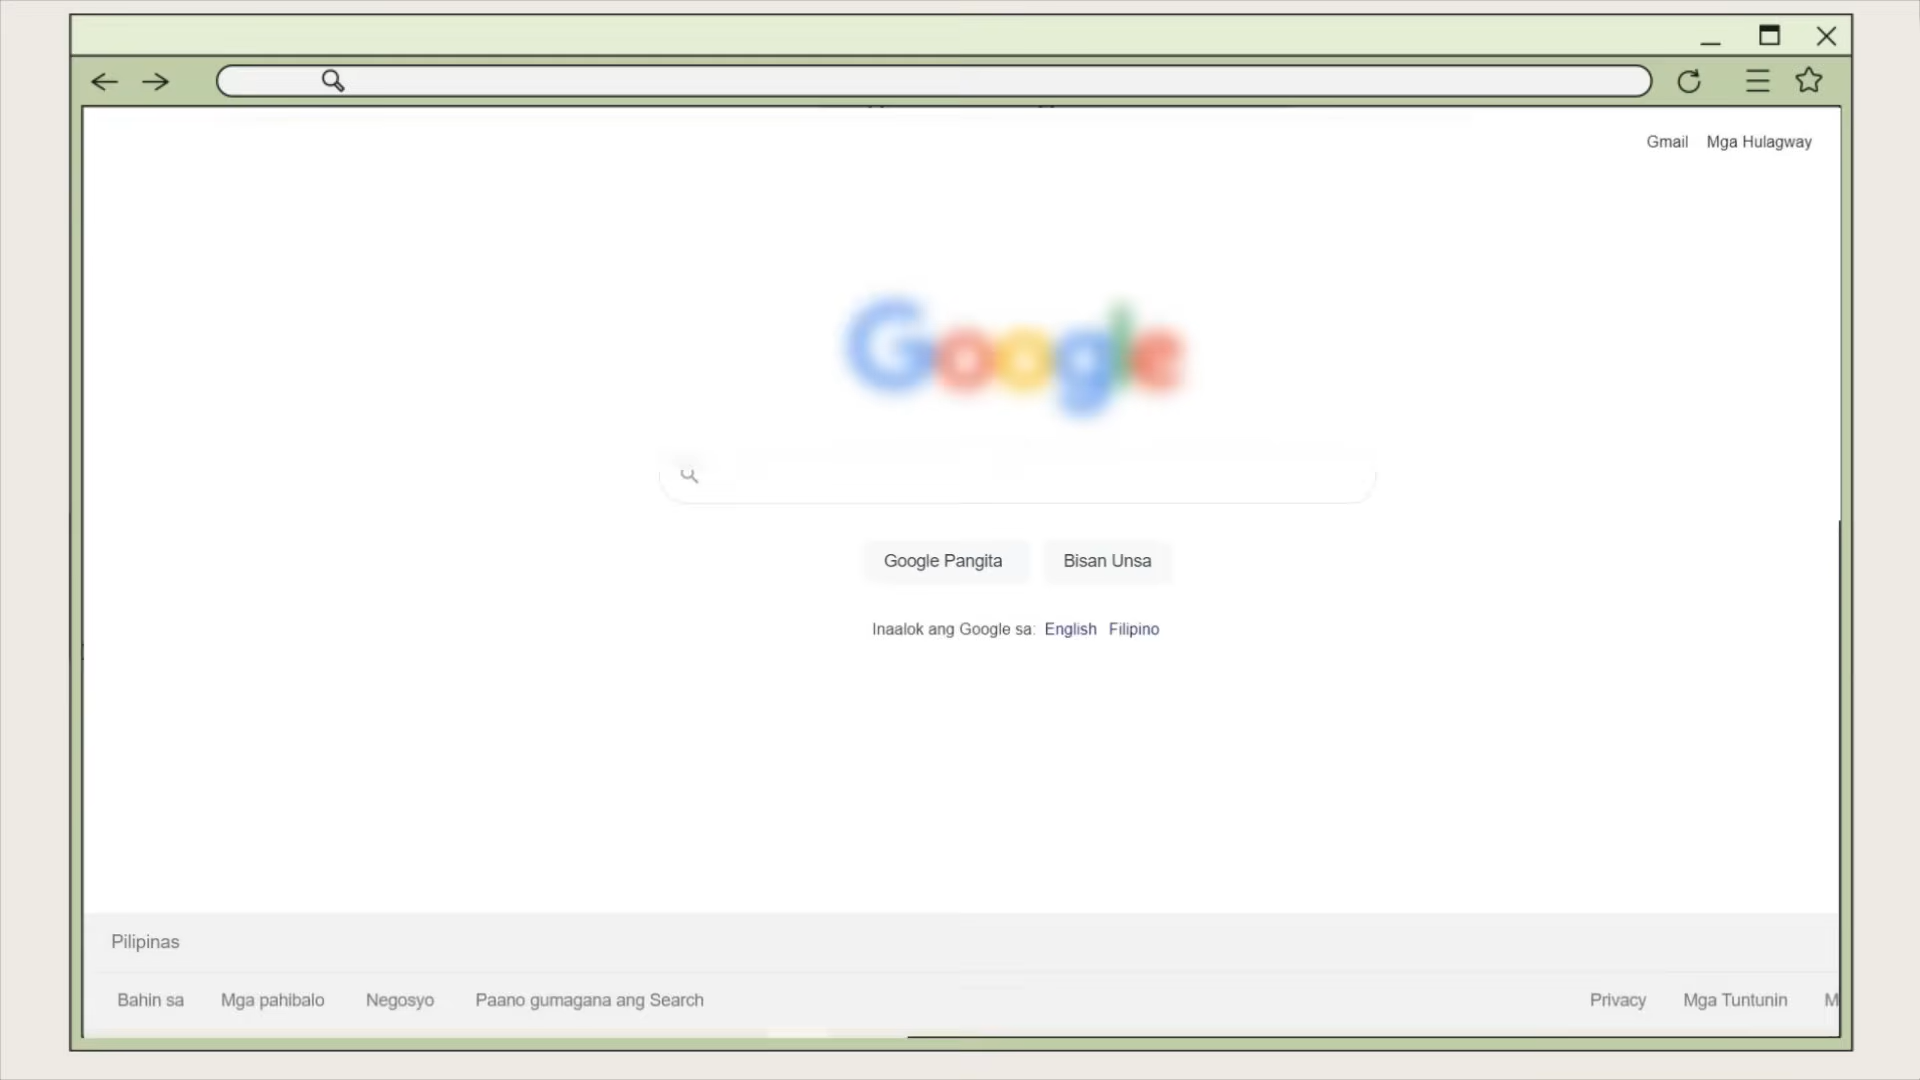 Gmail Mga Hulagway
Google
Google Pangita Bisan Unsa
Inaalok ang Google sa: English Filipino
Pilipinas
Bahin sa Mga pahibalo Negosyo Paano gumagana ang Search Privacy Mga Tuntunin M